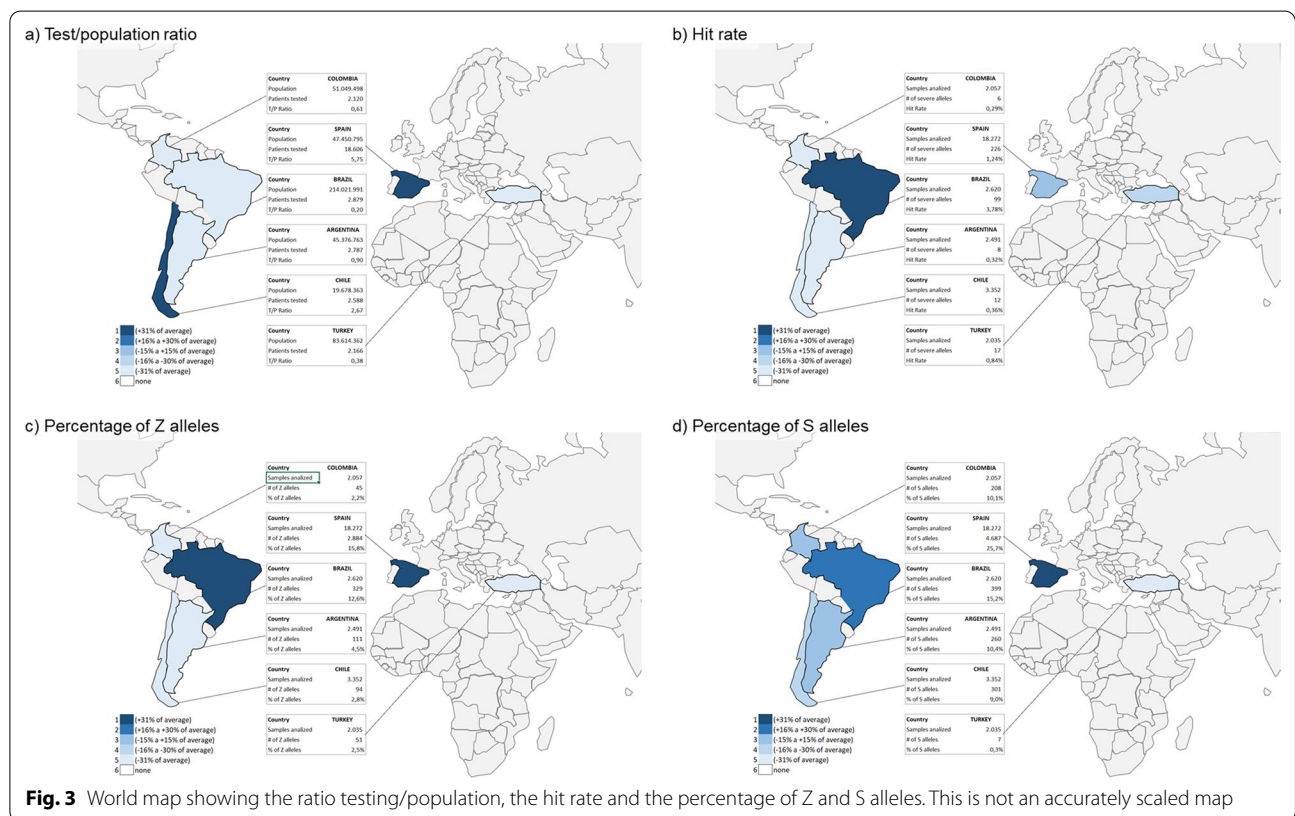 a) Test/population ratio
Country COLOMBIA
Population 51.049.498
Patients tested 2.120
T/P Ratio 0,61
Country SPAIN
Population 47.450.795
Patients tested 18.606
T/P Ratio 5,75
Country BRAZIL
Population 214.021.991
Patients tested 2.879
T/P Ratio 0,20
Country ARGENTINA
Population 45.376.763
Patients tested 2.787
T/P Ratio 0,90
Country CHILE
Population 19.678.363
Patients tested 2.588
T/P Ratio 2,67
Country TURKEY
Population 83.614.362
Patients tested 2.166
T/P Ratio 0,38
1 (+31% of average)
2 (+16% a +30% of average)
3 (-15% a +15% of average)
4 (-16% a -30% of average)
5 (-31% of average)
6 none
b) Hit rate
Country COLOMBIA
Samples analized 2.057
# of severe alleles 6
Hit Rate 0,29%
Country SPAIN
Samples analized 18.272
# of severe alleles 226
Hit Rate 1,24%
Country BRAZIL
Samples analized 2.620
# of severe alleles 99
Hit Rate 3,78%
Country ARGENTINA
Samples analized 2.491
# of severe alleles 8
Hit Rate 0,32%
Country CHILE
Samples analized 3.352
# of severe alleles 12
Hit Rate 0,36%
Country TURKEY
Samples analized 2.035
# of severe alleles 17
Hit Rate 0,84%
1 (+31% of average)
2 (+16% a +30% of average)
3 (-15% a +15% of average)
4 (-16% a -30% of average)
5 (-31% of average)
6 none
c) Percentage of Z alleles
Country COLOMBIA
Samples analized 2.057
# of Z alleles 45
% of Z alleles 2,2%
Country SPAIN
Samples analized 18.272
# of Z alleles 2.884
% of Z alleles 15,8%
Country BRAZIL
Samples analized 2.620
# of Z alleles 329
% of Z alleles 12,6%
Country ARGENTINA
Samples analized 2.491
# of Z alleles 111
% of Z alleles 4,5%
Country CHILE
Samples analized 3.352
# of Z alleles 94
% of Z alleles 2,8%
Country TURKEY
Samples analized 2.035
# of Z alleles 51
% of Z alleles 2,5%
1 (+31% of average)
2 (+16% a +30% of average)
3 (-15% a +15% of average)
4 (-16% a -30% of average)
5 (-31% of average)
6 none
d) Percentage of S alleles
Country COLOMBIA
Samples analized 2.057
# of S alleles 208
% of S alleles 10,1%
Country SPAIN
Samples analized 18.272
# of S alleles 4.687
% of S alleles 25,7%
Country BRAZIL
Samples analized 2.620
# of S alleles 399
% of S alleles 15,2%
Country ARGENTINA
Samples analized 2.491
# of S alleles 260
% of S alleles 10,4%
Country CHILE
Samples analized 3.352
# of S alleles 301
% of S alleles 9,0%
Country TURKEY
Samples analized 2.035
# of S alleles 7
% of S alleles 0,3%
1 (+31% of average)
2 (+16% a +30% of average)
3 (-15% a +15% of average)
4 (-16% a -30% of average)
5 (-31% of average)
6 none
Fig. 3 World map showing the ratio testing/population, the hit rate and the percentage of Z and S alleles. This is not an accurately scaled map